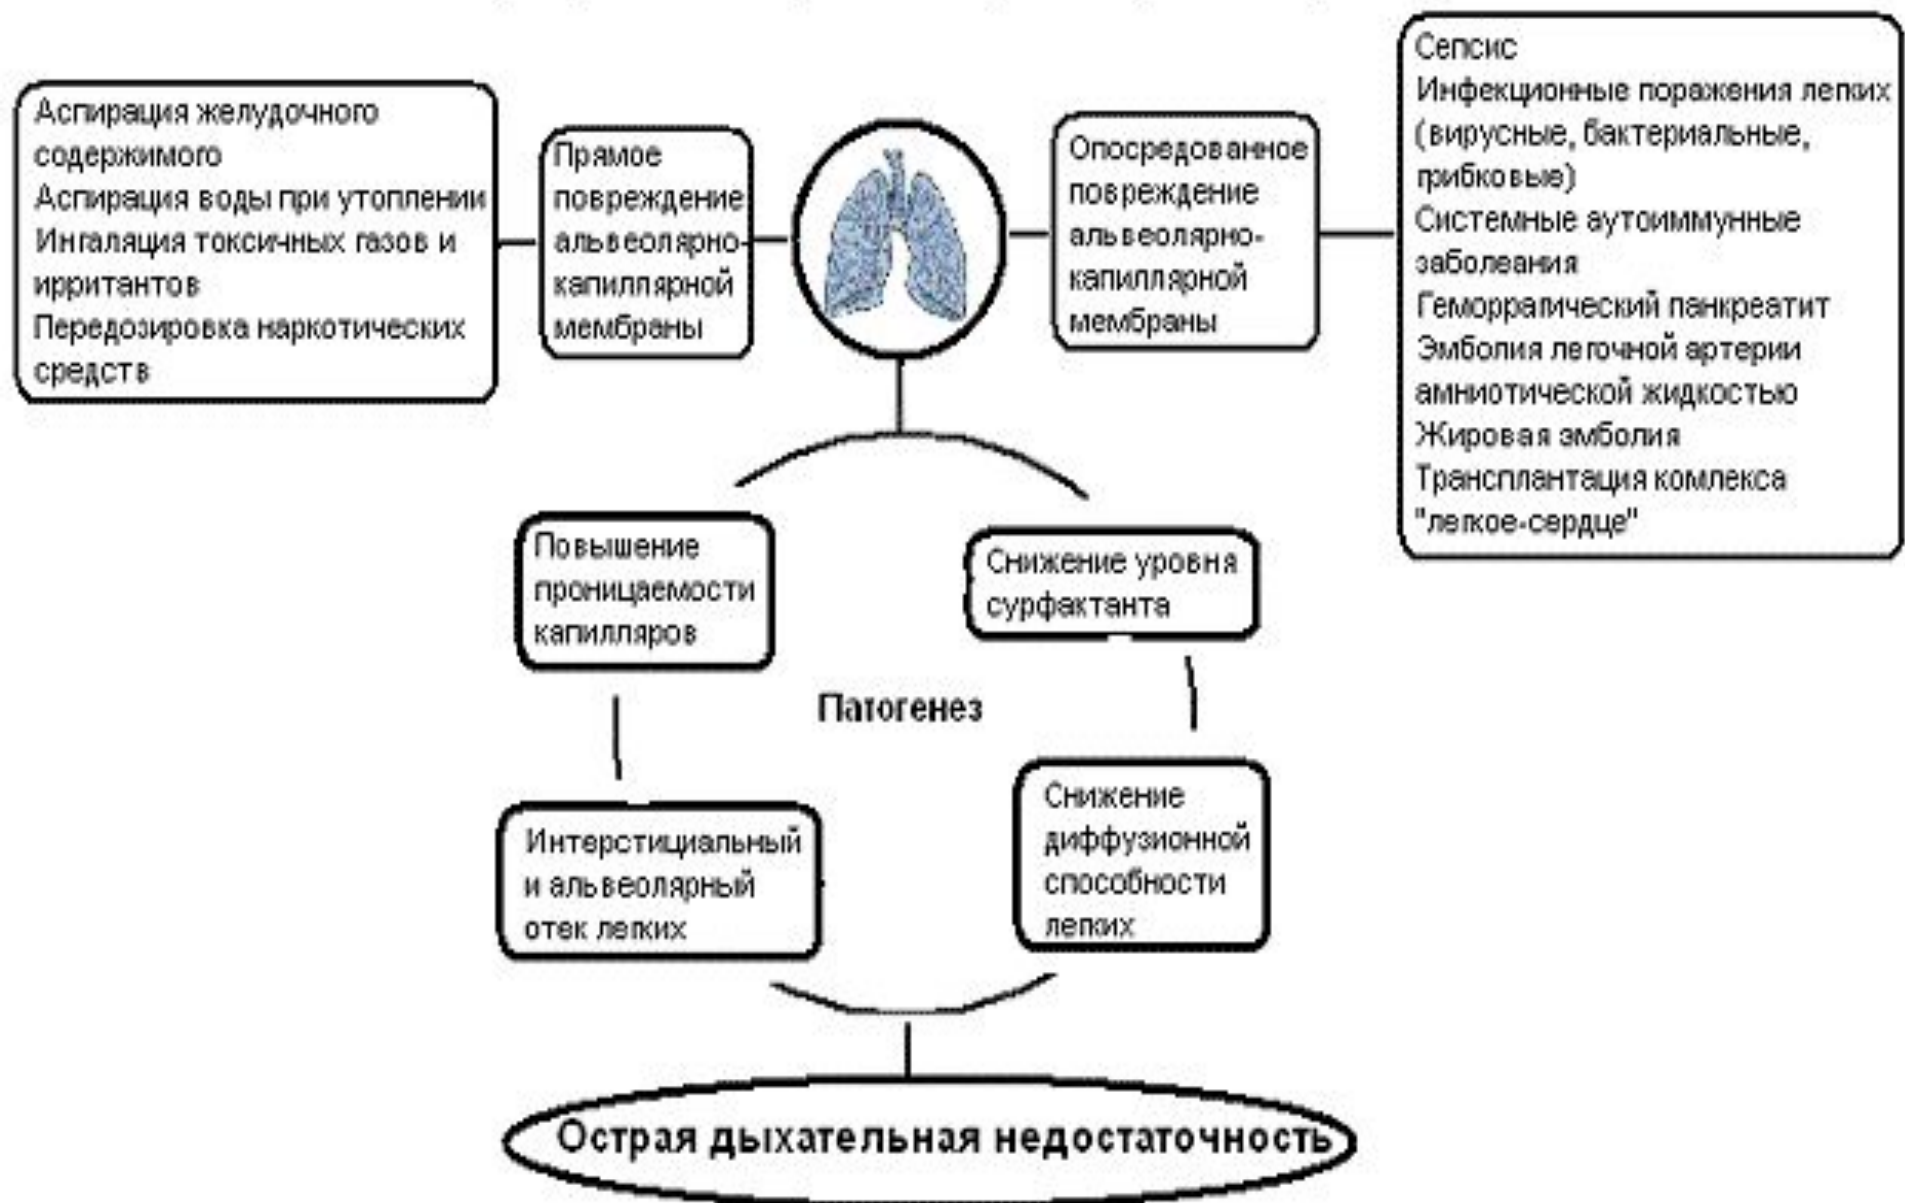 Аспирация желудочного
содержимого
Аспирация воды при утоплении
Ингаляция токсичных газов и
ирритантов
Передозировка наркотических
средств
Прямое
повреждение
альвеолярно-
капиллярной
мембраны
Опосредованное
повреждение
альвеолярно-
капиллярной
мембраны
Сепсис
Инфекционные поражения легких
(вирусные, бактериальные,
грибковые)
Системные аутоиммунные
заболевания
Геморрагический панкреатит
Эмболия легочной артерии
амниотической жидкостью
Жировая эмболия
Трансплантация комлекса
"легкое-сердце"
Повышение
проницаемости
капилляров
Снижение уровня
сурфактанта
Патогенез
Интерстициальный
и альвеолярный
отек легких
Снижение
диффузионной
способности
легких
Острая дыхательная недостаточность